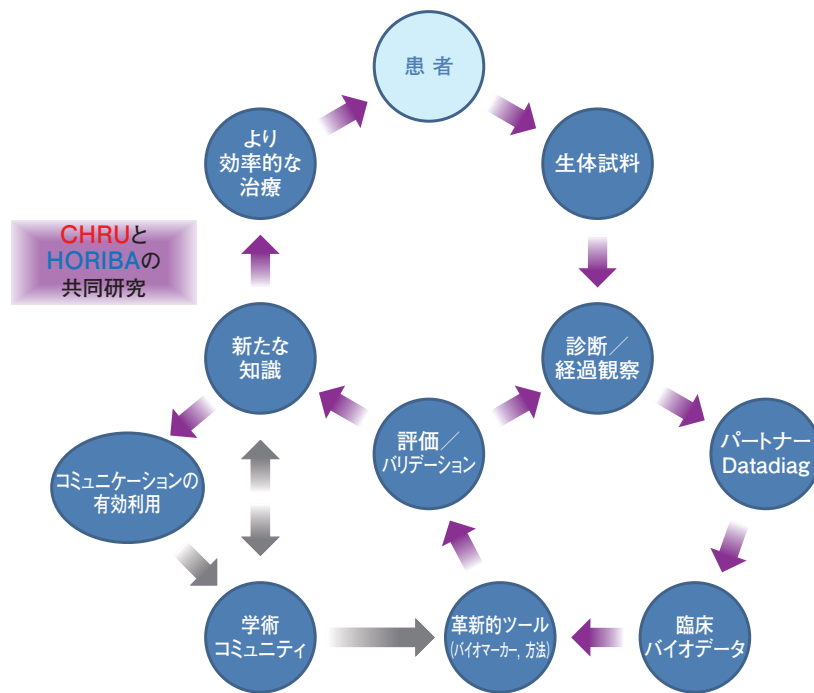 患 者
より
効率的な
治療
生体試料
CHRUと
HORIBAの
共同研究
新たな
知識
診断／
経過観察
評価／
バリデーション
パートナー
Datadiag
コミュニケーションの
有効利用
学術
コミュニティ
革新的ツール
(バイオマーカー, 方法)
臨床
バイオデータ